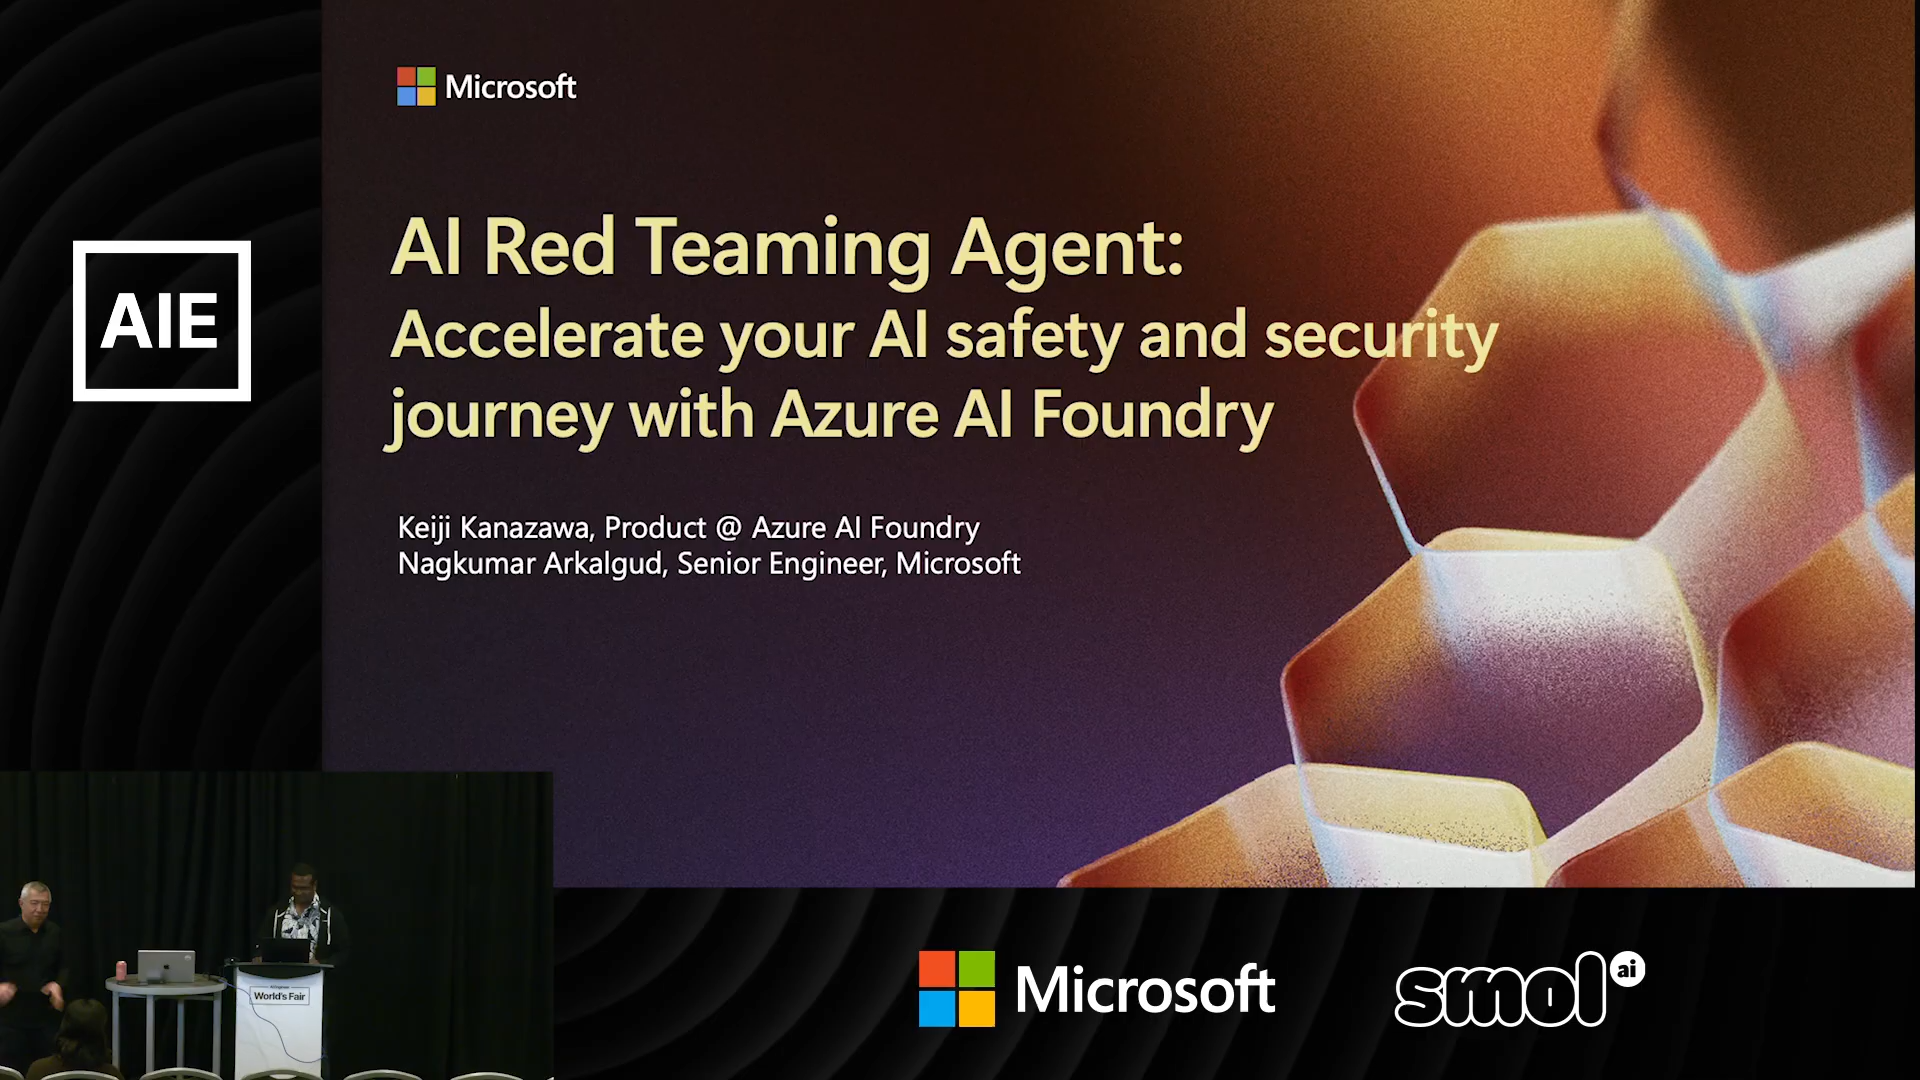 Microsoft
AIE
AI Red Teaming Agent:
Accelerate your AI safety and security
journey with Azure AI Foundry
Keiji Kanazawa, Product @ Azure AI Foundry
Nagkumar Arkalgud, Senior Engineer, Microsoft
World's Fair
Microsoft
smol ai